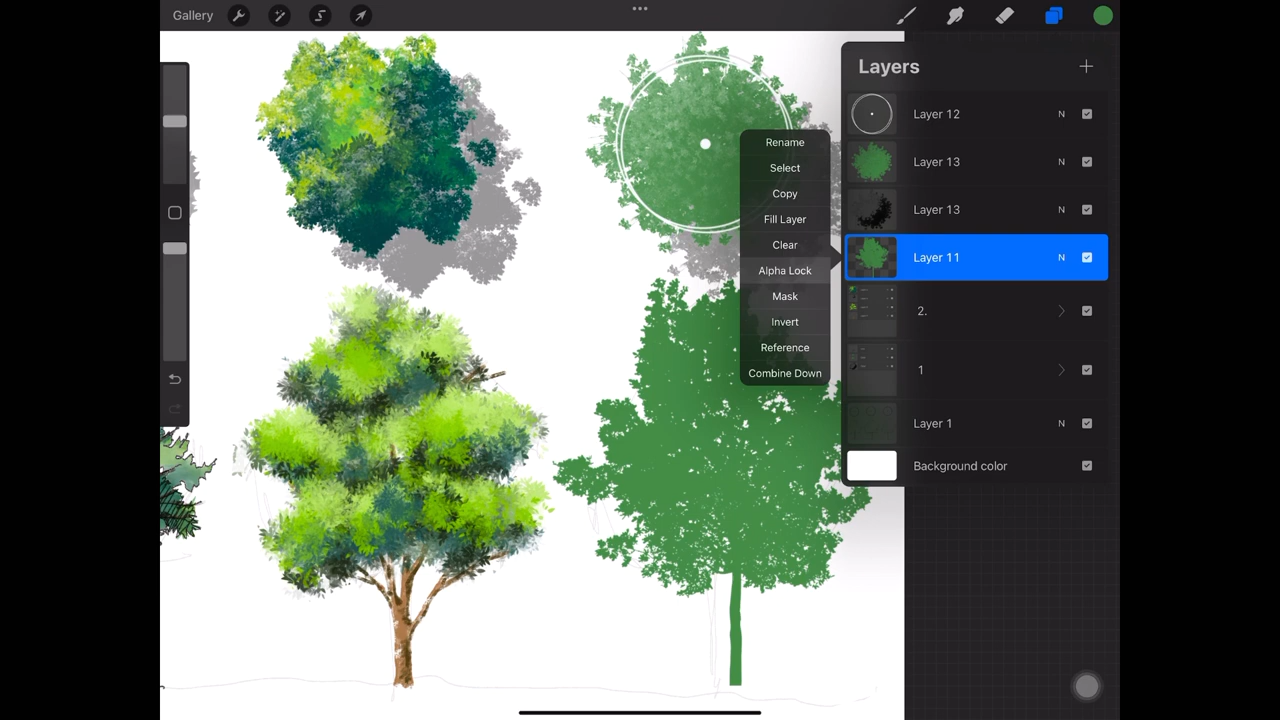 Gallery
Layers
Layer 12 N
Layer 13 N
Layer 13 N
Layer 11 N
2.
1
Layer 1 N
Background color
Rename
Select
Copy
Fill Layer
Clear
Alpha Lock
Mask
Invert
Reference
Combine Down